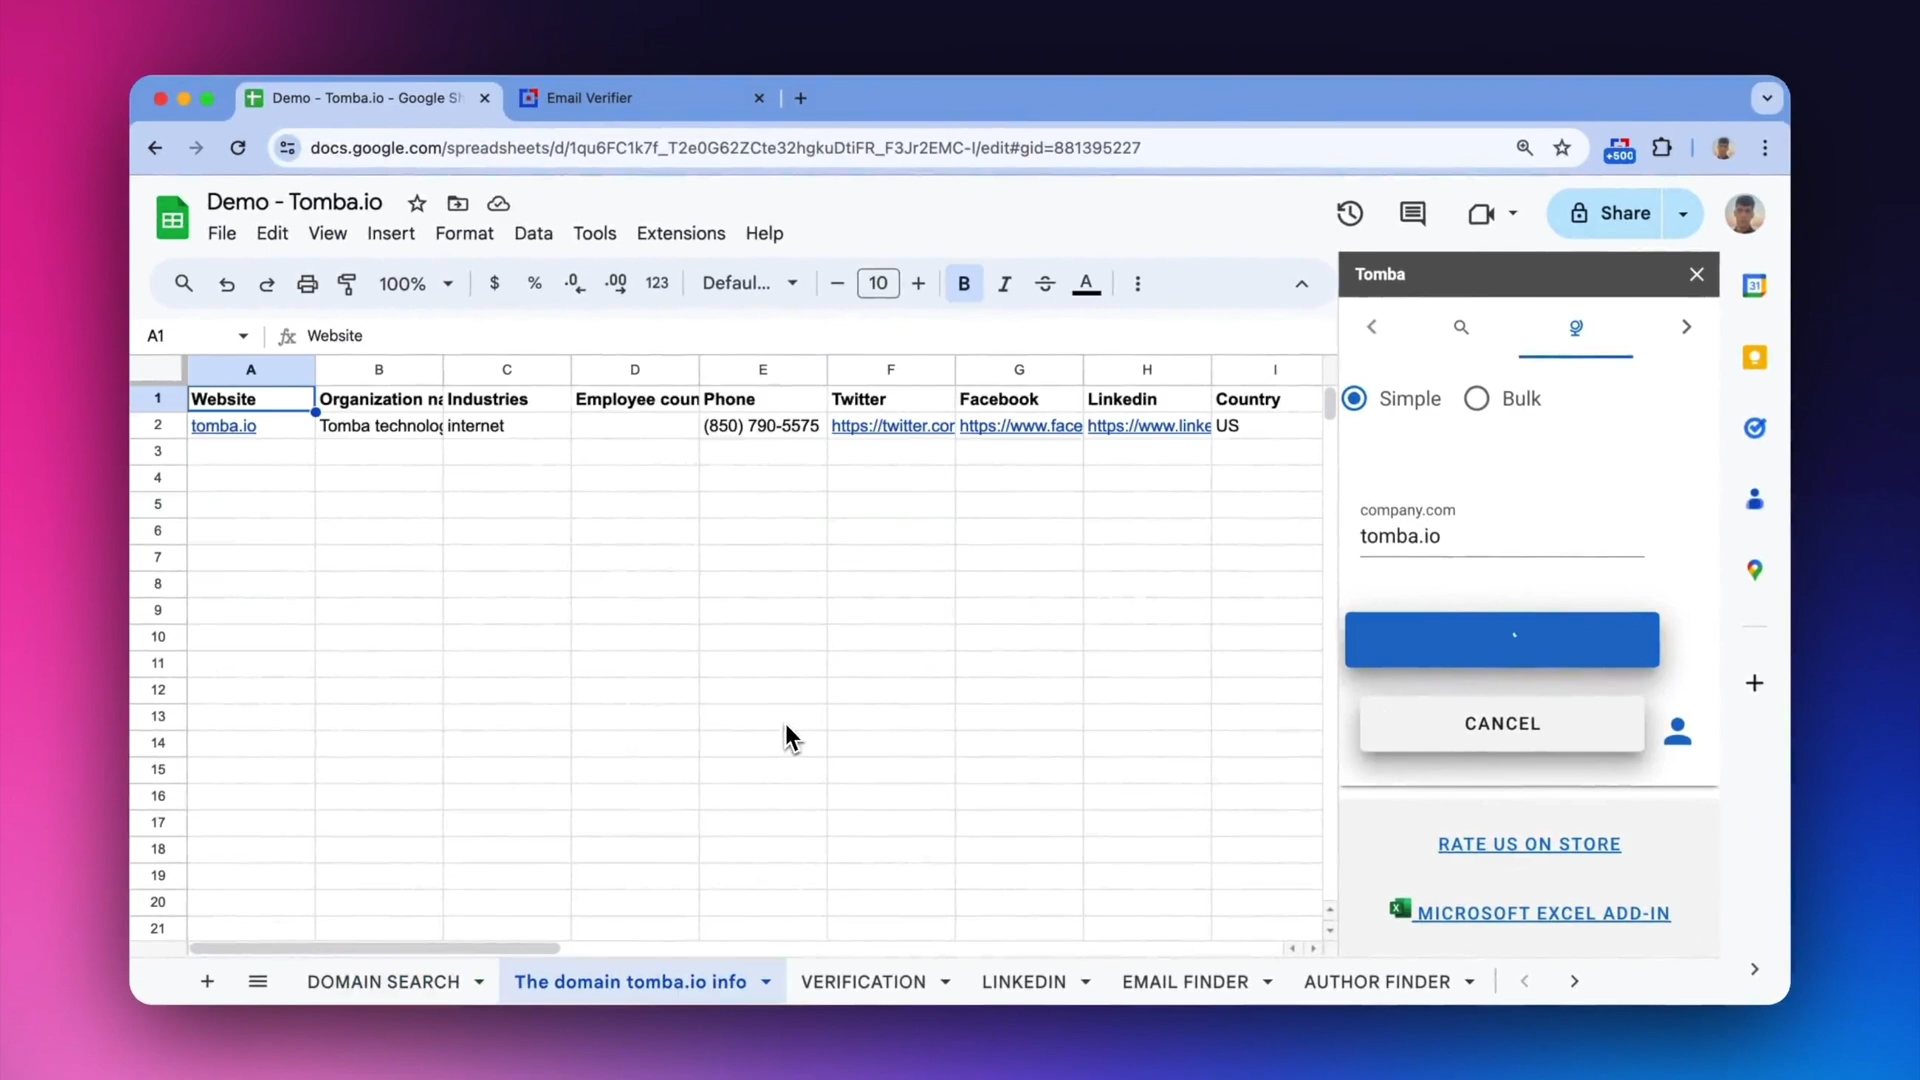 Demo - Tomba.io - Google Sh
Email Verifier
docs.google.com/spreadsheets/d/1qu6FC1k7f_T2e0G62ZCte32hgkuDtiFR_F3Jr2EMC-I/edit#gid=881395227
+500
Demo - Tomba.io
File Edit View Insert Format Data Tools Extensions Help
Share
100% $ % .0 .00 123 Defaul... 10 B I S A
31
A1 fx Website
Tomba
Simple Bulk
company.com
tomba.io
CANCEL
RATE US ON STORE
MICROSOFT EXCEL ADD-IN
A B C D E F G H I
1 Website Organization na Industries Employee coun Phone Twitter Facebook Linkedin Country
2 tomba.io Tomba technolog internet (850) 790-5575 https://twitter.cor https://www.face https://www.linke US
3
4
5
6
7
8
9
10
11
12
13
14
15
16
17
18
19
20
21
DOMAIN SEARCH The domain tomba.io info VERIFICATION LINKEDIN EMAIL FINDER AUTHOR FINDER